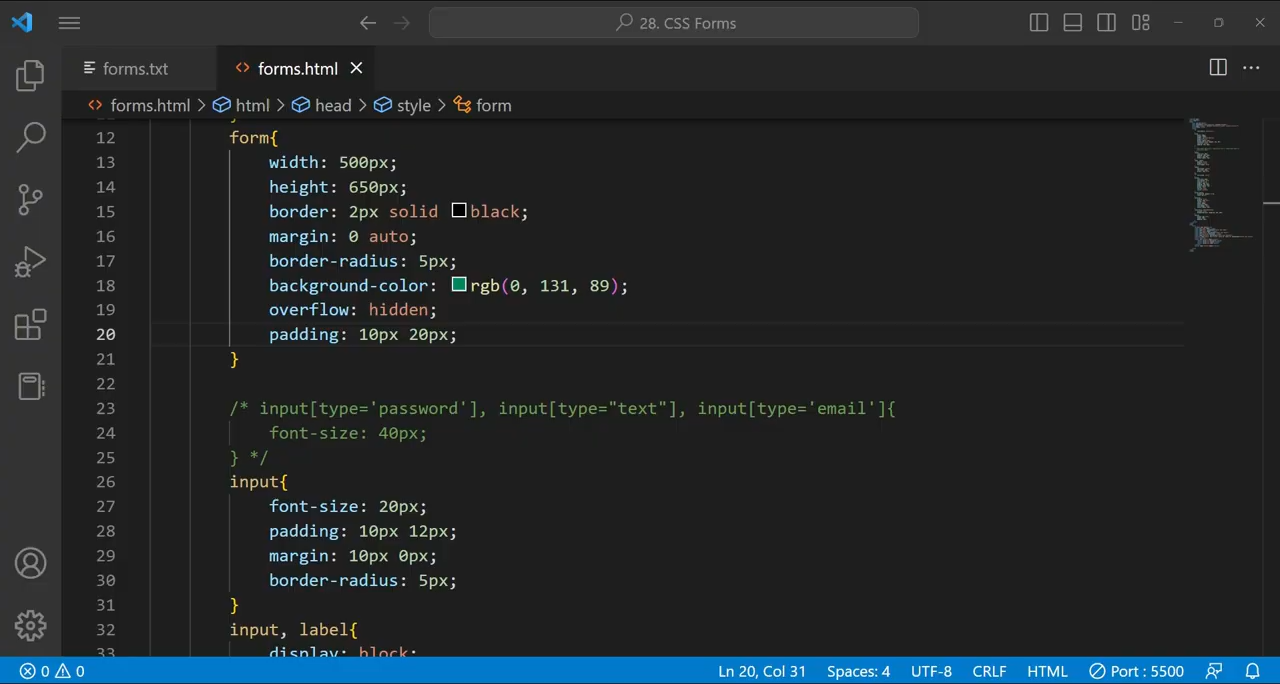 28. CSS Forms
forms.txt
forms.html
forms.html > html > head > style > form
12 form{
13 width: 500px;
14 height: 650px;
15 border: 2px solid black;
16 margin: 0 auto;
17 border-radius: 5px;
18 background-color: rgb(0, 131, 89);
19 overflow: hidden;
20 padding: 10px 20px;
21 }
22
23 /* input[type='password'], input[type="text"], input[type='email']{
24 font-size: 40px;
25 } */
26 input{
27 font-size: 20px;
28 padding: 10px 12px;
29 margin: 10px 0px;
30 border-radius: 5px;
31 }
32 input, label{
33 display: block;
0 0 Ln 20, Col 31 Spaces: 4 UTF-8 CRLF HTML Port : 5500